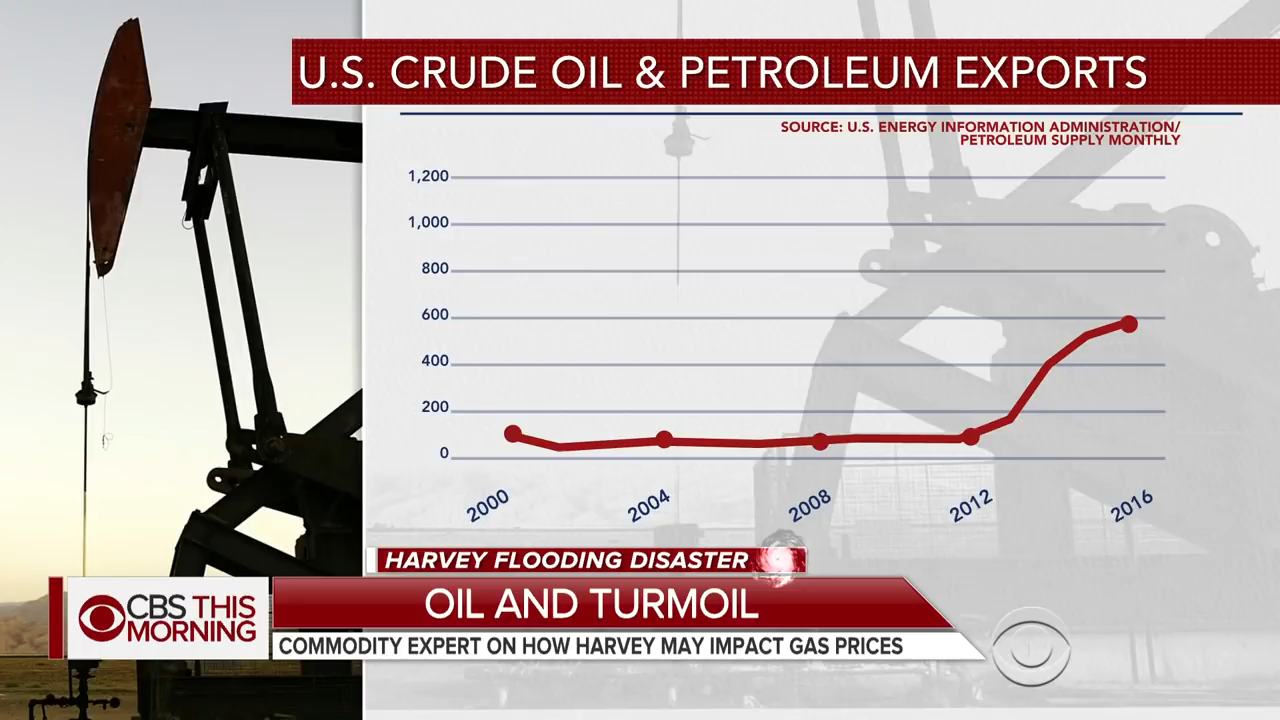 U.S. CRUDE OIL & PETROLEUM EXPORTS
SOURCE: U.S. ENERGY INFORMATION ADMINISTRATION/
PETROLEUM SUPPLY MONTHLY
1,200
1,000
800
600
400
200
0
2000 2004 2008 2012 2016
HARVEY FLOODING DISASTER
CBS THIS
MORNING
OIL AND TURMOIL
COMMODITY EXPERT ON HOW HARVEY MAY IMPACT GAS PRICES